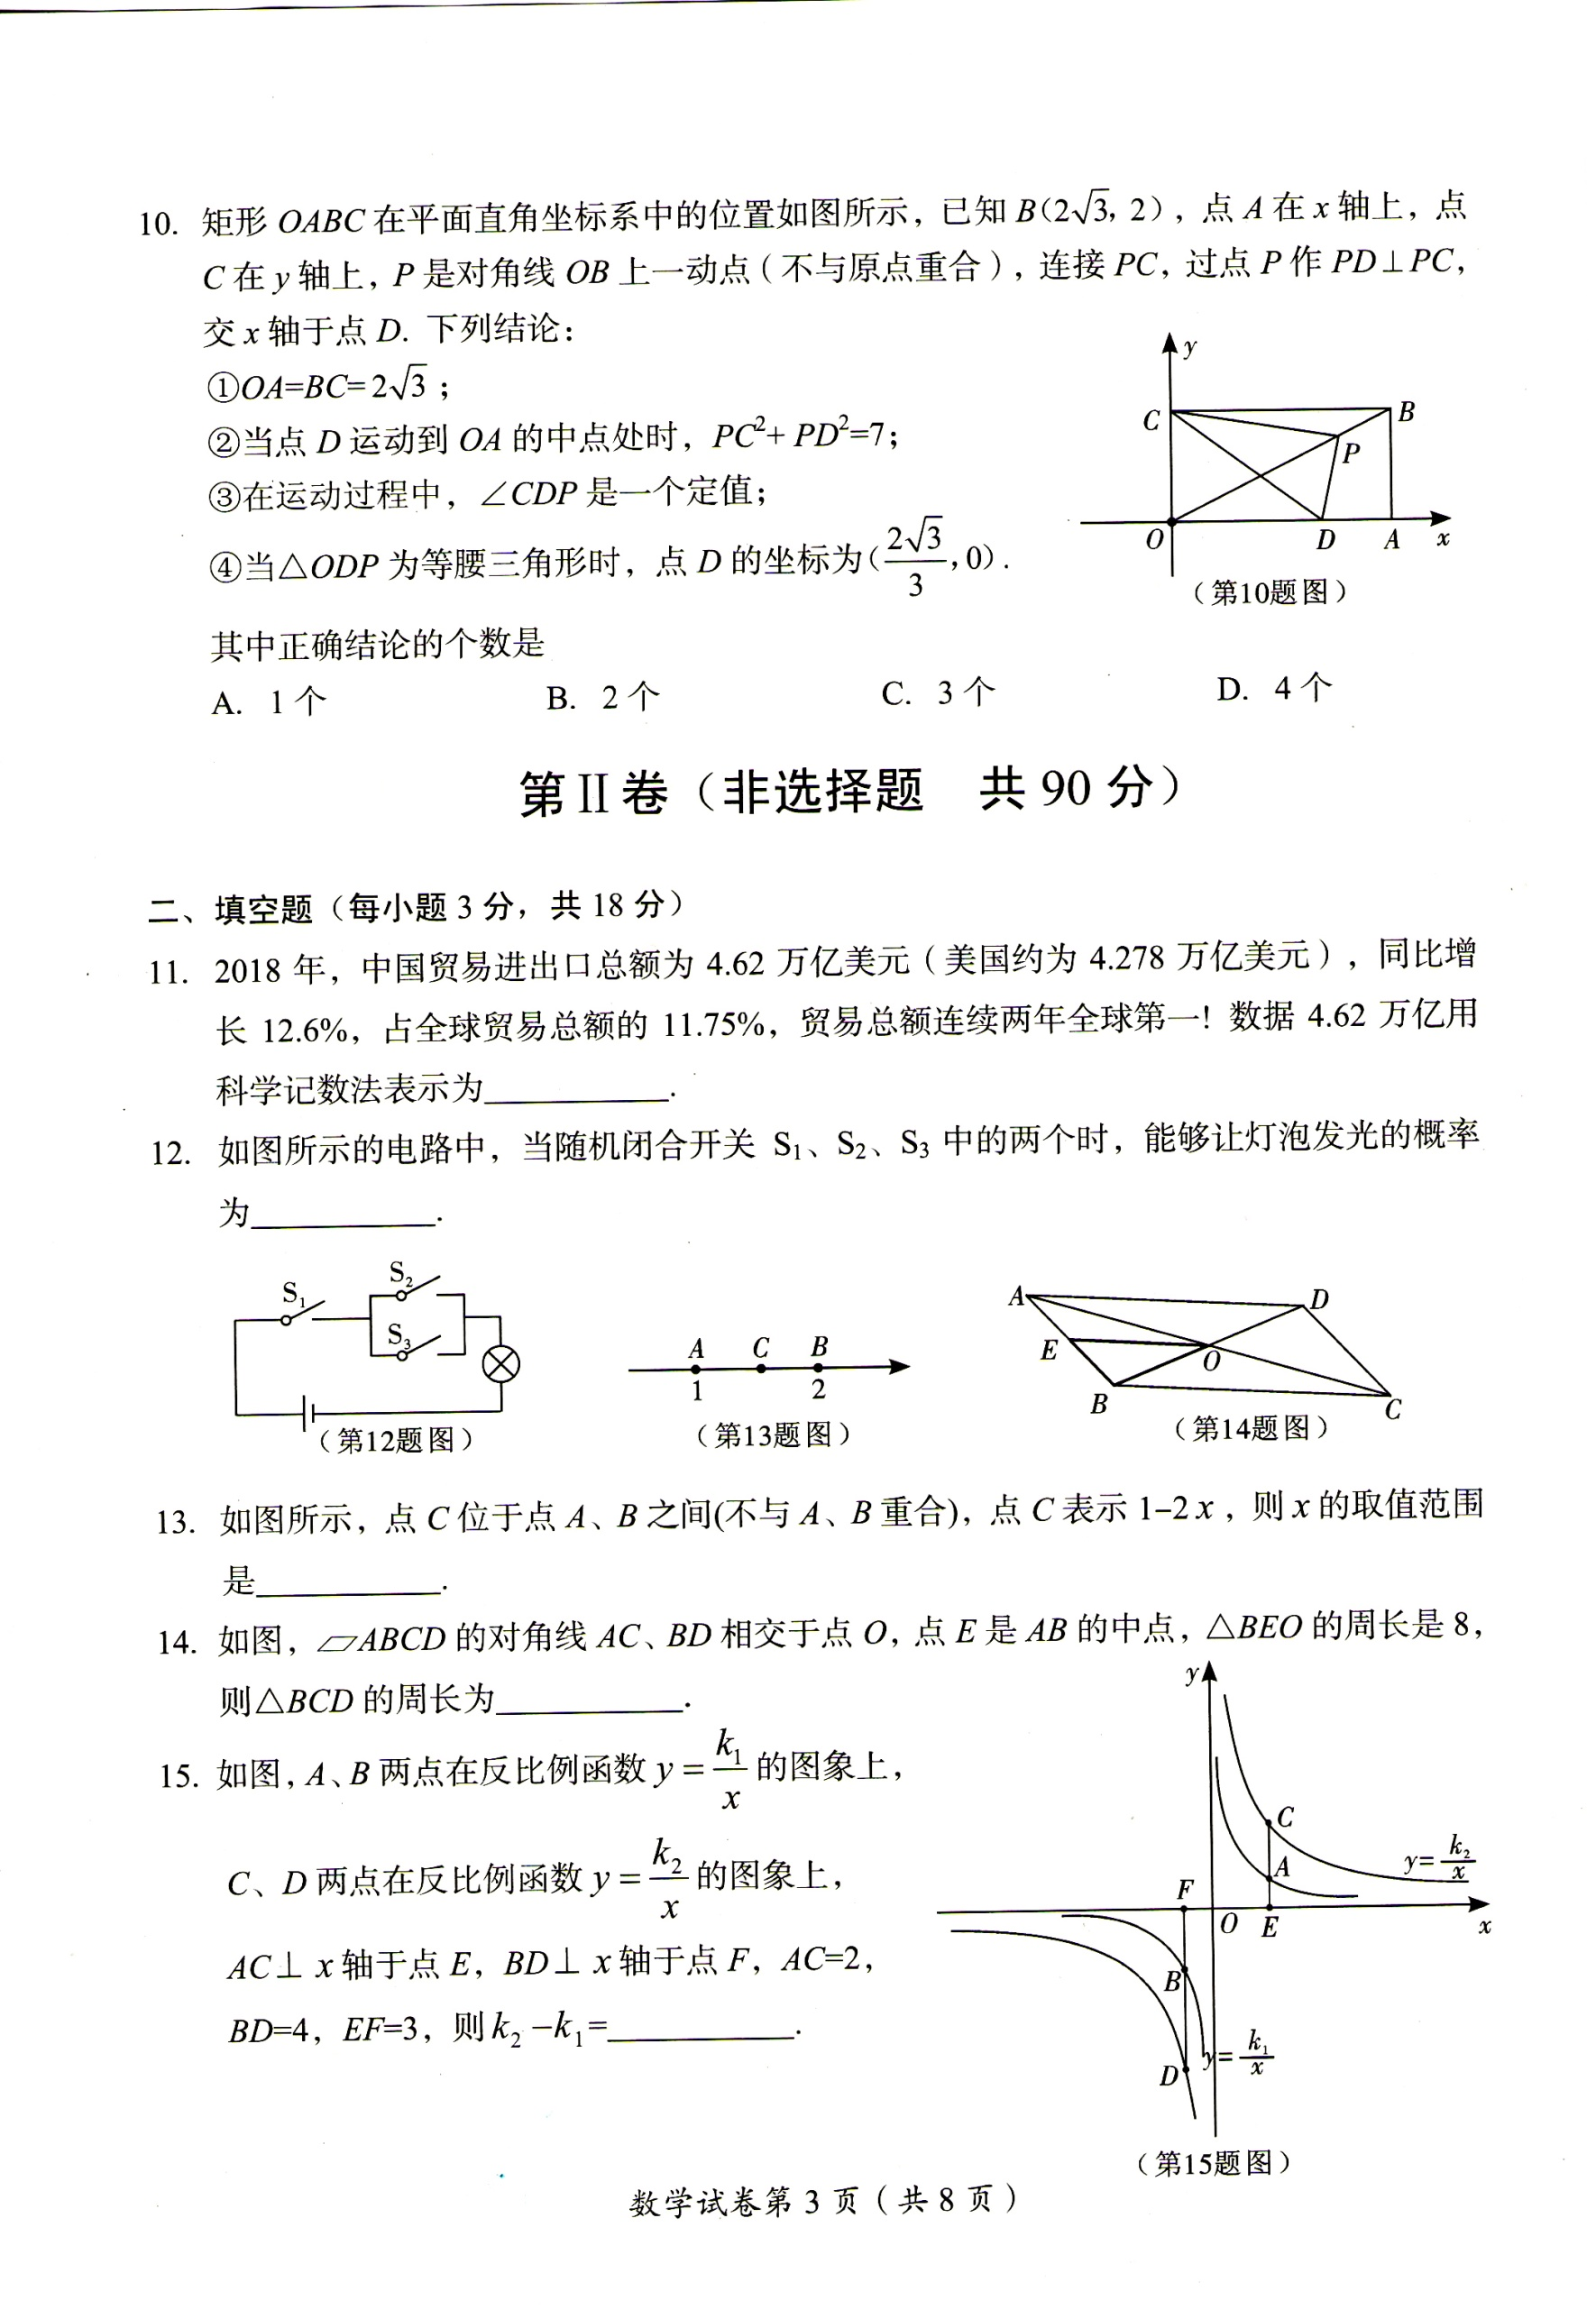 10. 矩形 OABC 在平面直角坐标系中的位置如图所示，已知 B(2√3, 2)，点 A 在 x 轴上，点
C 在 y 轴上，P 是对角线 OB 上一动点（不与原点重合），连接 PC，过点 P 作 PD⊥PC，
交 x 轴于点 D. 下列结论：
①OA=BC=2√3；
②当点 D 运动到 OA 的中点处时，PC²+PD²=7；
③在运动过程中，∠CDP 是一个定值；
④当△ODP 为等腰三角形时，点 D 的坐标为(2√3/3, 0).
y
C
B
P
O
D
A
x
（第10题图）
其中正确结论的个数是
A. 1个 B. 2个 C. 3个 D. 4个
第Ⅱ卷（非选择题 共 90 分）
二、填空题（每小题 3 分，共 18 分）
11. 2018 年，中国贸易进出口总额为 4.62 万亿美元（美国约为 4.278 万亿美元），同比增
长 12.6%，占全球贸易总额的 11.75%，贸易总额连续两年全球第一！数据 4.62 万亿用
科学记数法表示为__________.
12. 如图所示的电路中，当随机闭合开关 S₁、S₂、S₃ 中的两个时，能够让灯泡发光的概率
为__________.
S₁
S₂
S₃
（第12题图）
A C B
1 2
（第13题图）
A
D
E
O
B
C
（第14题图）
13. 如图所示，点 C 位于点 A、B 之间(不与 A、B 重合)，点 C 表示 1–2x，则 x 的取值范围
是__________.
14. 如图，▱ABCD 的对角线 AC、BD 相交于点 O，点 E 是 AB 的中点，△BEO 的周长是 8，
则△BCD 的周长为__________.
15. 如图，A、B 两点在反比例函数 y=k₁/x 的图象上，
C、D 两点在反比例函数 y=k₂/x 的图象上，
AC⊥x 轴于点 E，BD⊥x 轴于点 F，AC=2，
BD=4，EF=3，则 k₂−k₁=__________.
y
C
y=k₂/x
A
F
O
E
x
B
D
y=k₁/x
（第15题图）
数学试卷第 3 页（共 8 页）